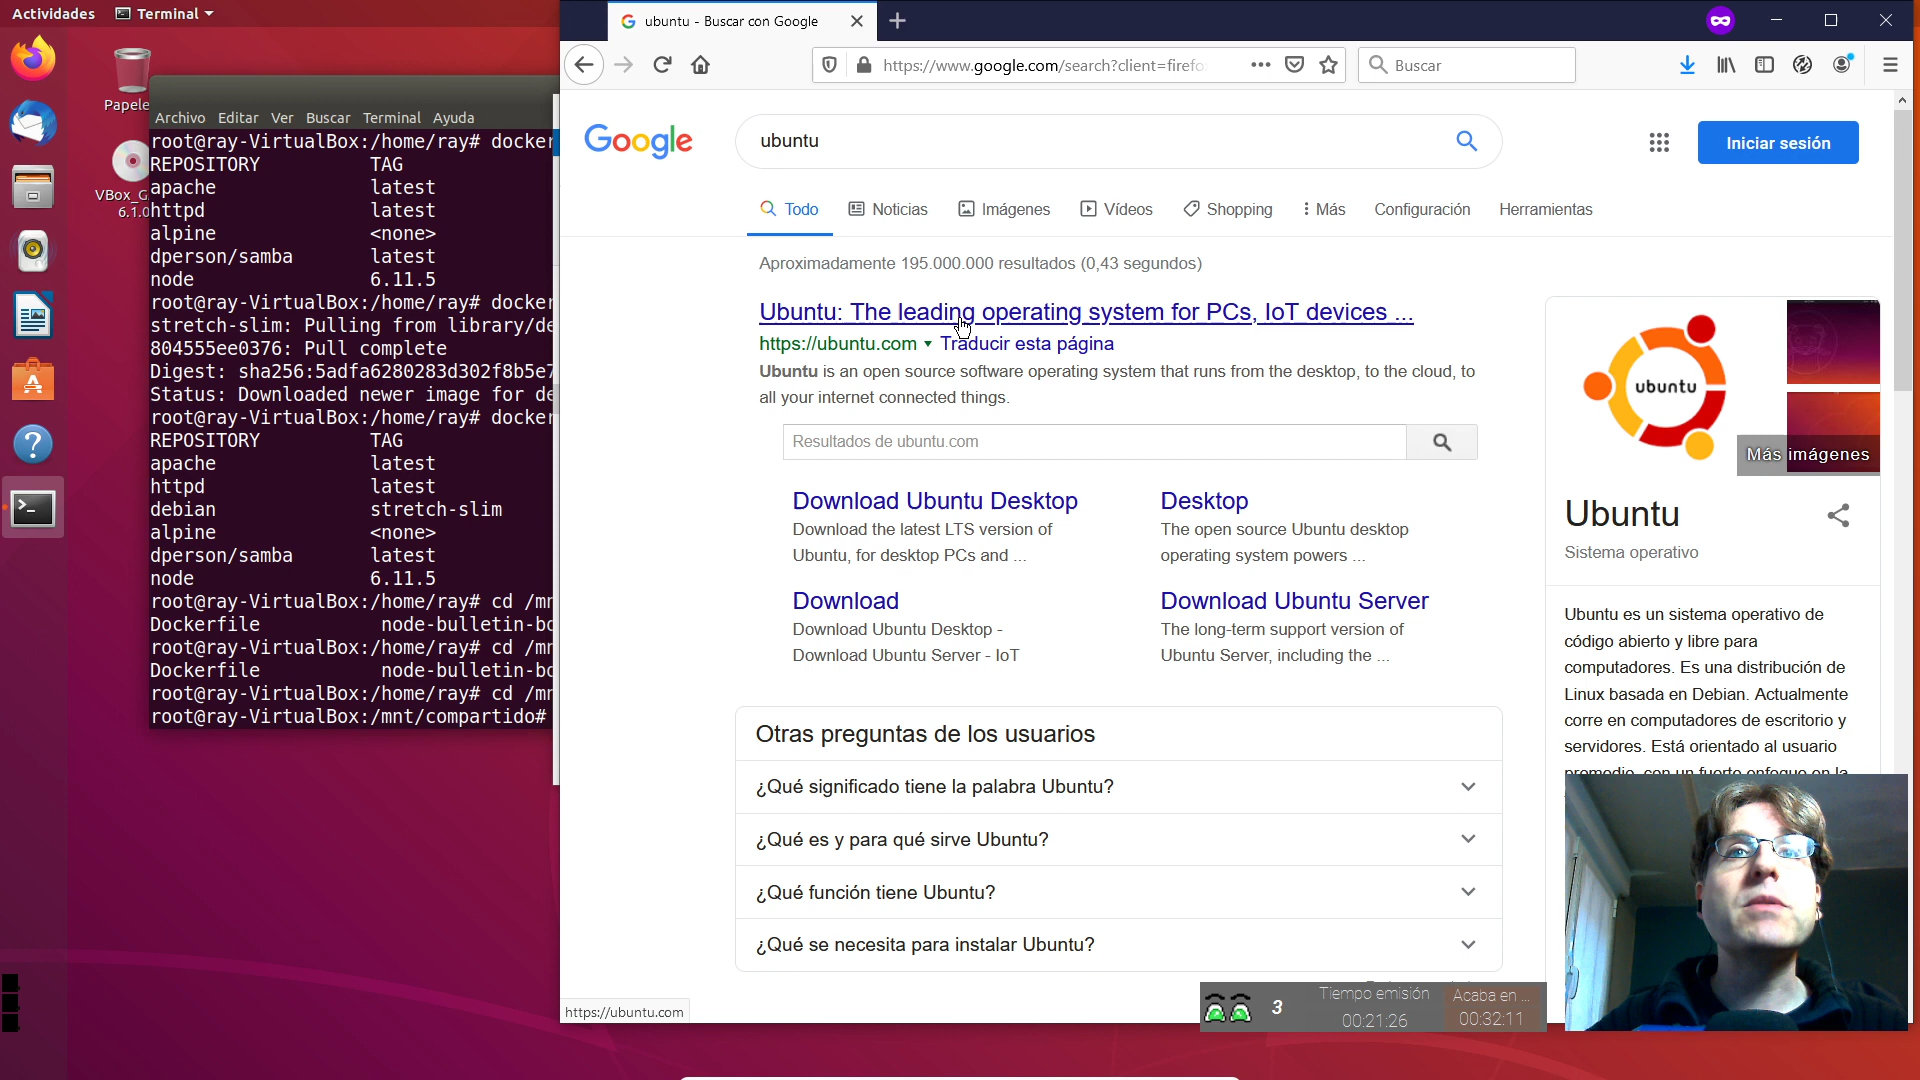 Actividades
Terminal
Papele
VBox_G
6.1.0
Archivo Editar Ver Buscar Terminal Ayuda
root@ray-VirtualBox:/home/ray# docker
REPOSITORY TAG
apache latest
httpd latest
alpine <none>
dperson/samba latest
node 6.11.5
root@ray-VirtualBox:/home/ray# docker
stretch-slim: Pulling from library/de
804555ee0376: Pull complete
Digest: sha256:5adfa6280283d302f8b5e7
Status: Downloaded newer image for de
root@ray-VirtualBox:/home/ray# docker
REPOSITORY TAG
apache latest
httpd latest
debian stretch-slim
alpine <none>
dperson/samba latest
node 6.11.5
root@ray-VirtualBox:/home/ray# cd /mn
Dockerfile node-bulletin-bo
root@ray-VirtualBox:/home/ray# cd /mn
Dockerfile node-bulletin-bo
root@ray-VirtualBox:/home/ray# cd /mn
root@ray-VirtualBox:/mnt/compartido#
ubuntu - Buscar con Google
https://www.google.com/search?client=firefo
Buscar
Google
ubuntu
Iniciar sesión
Todo Noticias Imágenes Vídeos Shopping Más Configuración Herramientas
Aproximadamente 195.000.000 resultados (0,43 segundos)
Ubuntu: The leading operating system for PCs, IoT devices ...
https://ubuntu.com Traducir esta página
Ubuntu is an open source software operating system that runs from the desktop, to the cloud, to
all your internet connected things.
Resultados de ubuntu.com
Download Ubuntu Desktop
Download the latest LTS version of
Ubuntu, for desktop PCs and ...
Desktop
The open source Ubuntu desktop
operating system powers ...
Download
Download Ubuntu Desktop -
Download Ubuntu Server - IoT
Download Ubuntu Server
The long-term support version of
Ubuntu Server, including the ...
Otras preguntas de los usuarios
¿Qué significado tiene la palabra Ubuntu?
¿Qué es y para qué sirve Ubuntu?
¿Qué función tiene Ubuntu?
¿Qué se necesita para instalar Ubuntu?
ubuntu
Más imágenes
Ubuntu
Sistema operativo
Ubuntu es un sistema operativo de
código abierto y libre para
computadores. Es una distribución de
Linux basada en Debian. Actualmente
corre en computadores de escritorio y
servidores. Está orientado al usuario
promedio, con un fuerte enfoque en la
https://ubuntu.com
3
Tiempo emisión
00:21:26
Acaba en ...
00:32:11